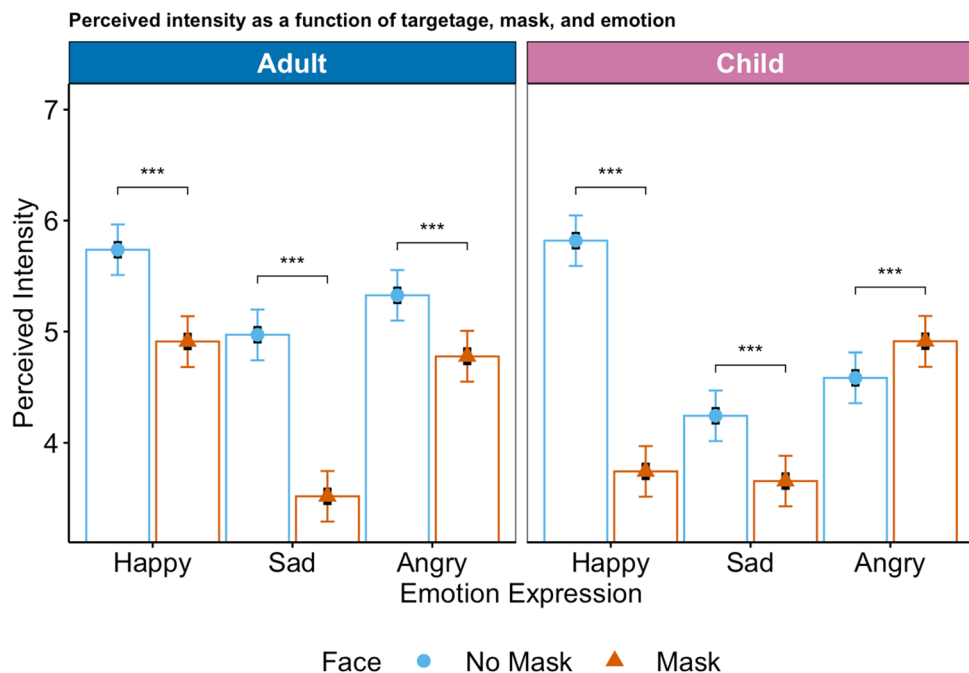 Perceived intensity as a function of targetage, mask, and emotion
Adult
Child
Perceived Intensity
7
6
5
4
***
***
***
***
***
***
Happy
Sad
Angry
Happy
Sad
Angry
Emotion Expression
Face
No Mask
Mask